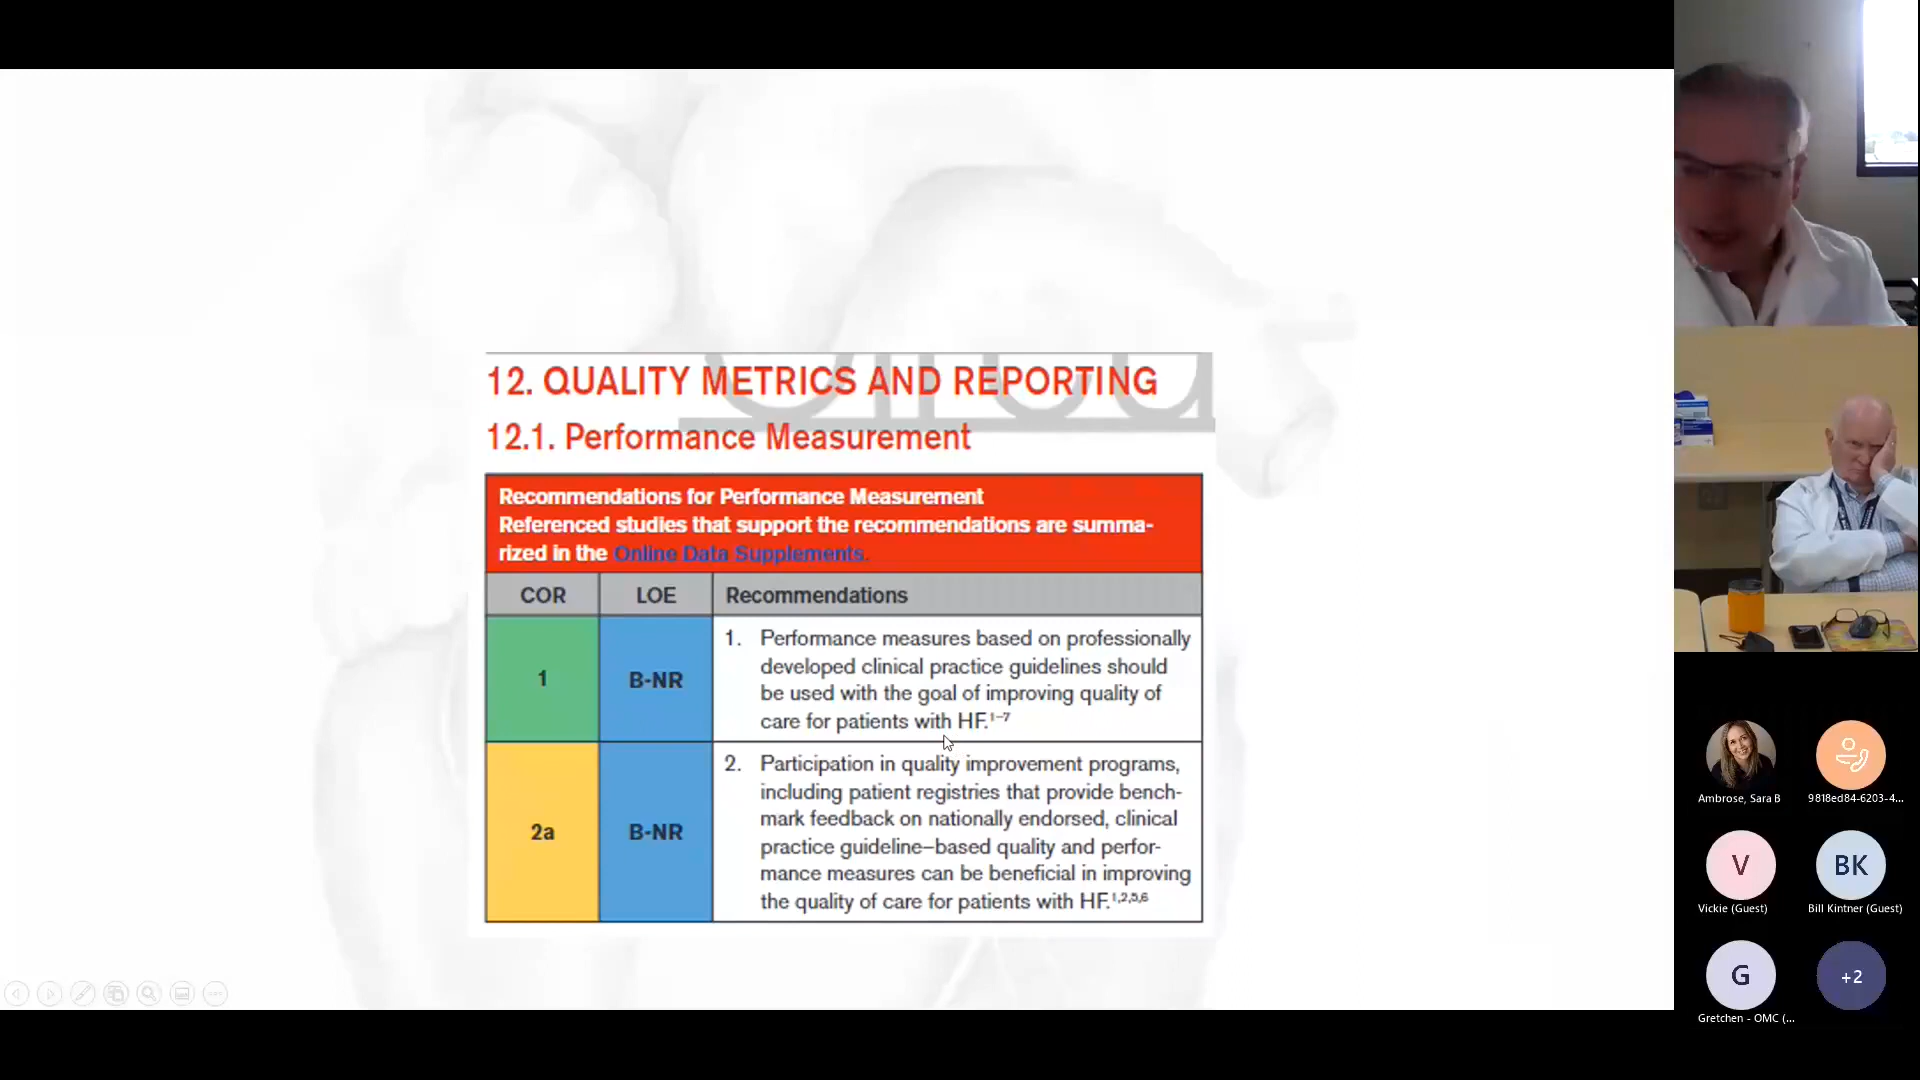 12. QUALITY METRICS AND REPORTING
12.1. Performance Measurement
Recommendations for Performance Measurement
Referenced studies that support the recommendations are summa-
rized in the Online Data Supplements.
COR LOE Recommendations
1 B-NR
1. Performance measures based on professionally
developed clinical practice guidelines should
be used with the goal of improving quality of
care for patients with HF.1–7
2a B-NR
2. Participation in quality improvement programs,
including patient registries that provide bench-
mark feedback on nationally endorsed, clinical
practice guideline–based quality and perfor-
mance measures can be beneficial in improving
the quality of care for patients with HF.1,2,5,6
Ambrose, Sara B
9818ed84-6203-4...
V
BK
Vickie (Guest)
Bill Kintner (Guest)
G
+2
Gretchen - OMC (...